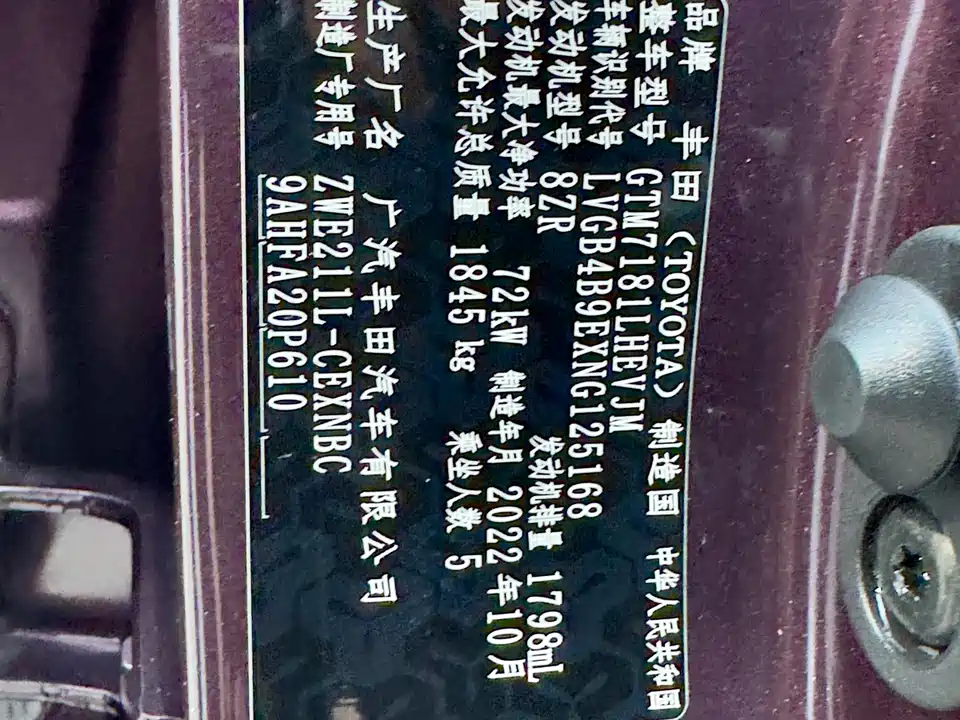 品牌 丰田 (TOYOTA) 制造国 中华人民共和国
整车型号 GTM7181LHEVJM
车辆识别代号 LVGB4B9EXNG125168
发动机型号 8ZR 发动机排量 1798mL
发动机最大净功率 72kW 制造年月 2022年10月
最大允许总质量 1845 kg 乘坐人数 5
生产厂名 广汽丰田汽车有限公司
制造厂专用号 ZWE211L-CEXNBC
9AHFA20P610